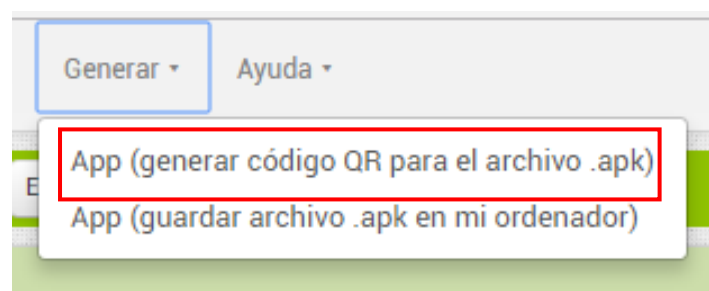 Generar ▾ Ayuda ▾
App (generar código QR para el archivo .apk)
E
App (guardar archivo .apk en mi ordenador)